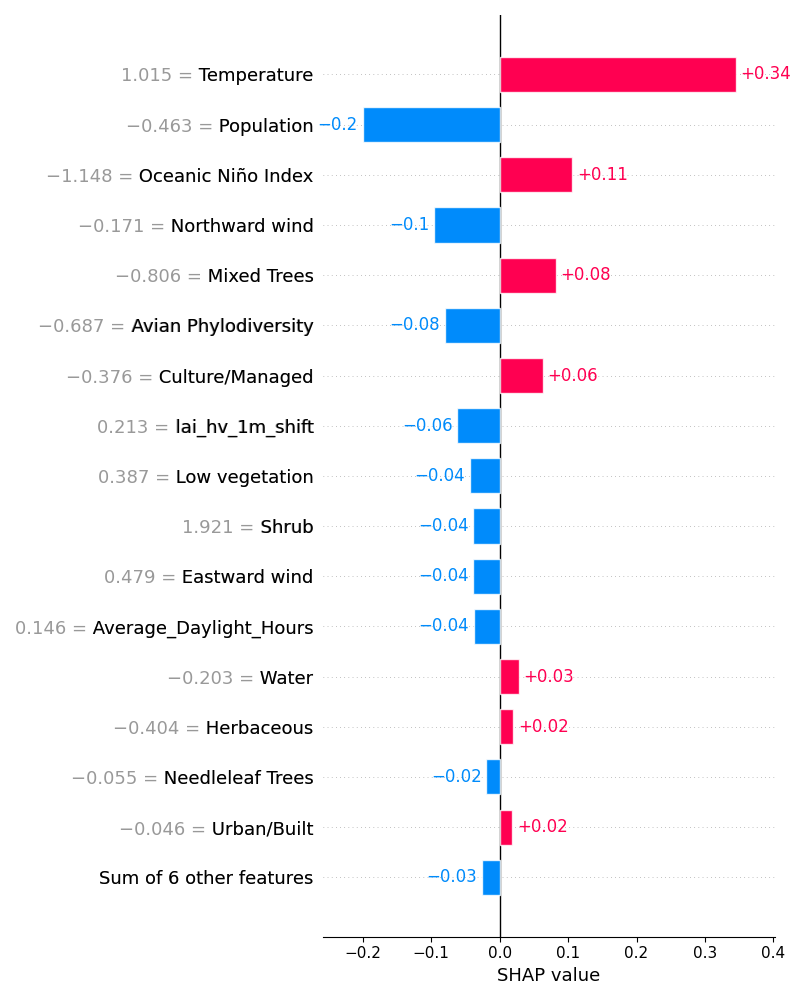 1.015 = Temperature +0.34
−0.463 = Population −0.2
−1.148 = Oceanic Niño Index +0.11
−0.171 = Northward wind −0.1
−0.806 = Mixed Trees +0.08
−0.687 = Avian Phylodiversity −0.08
−0.376 = Culture/Managed +0.06
0.213 = lai_hv_1m_shift −0.06
0.387 = Low vegetation −0.04
1.921 = Shrub −0.04
0.479 = Eastward wind −0.04
0.146 = Average_Daylight_Hours −0.04
−0.203 = Water +0.03
−0.404 = Herbaceous +0.02
−0.055 = Needleleaf Trees −0.02
−0.046 = Urban/Built +0.02
Sum of 6 other features −0.03
−0.2 −0.1 0.0 0.1 0.2 0.3 0.4
SHAP value